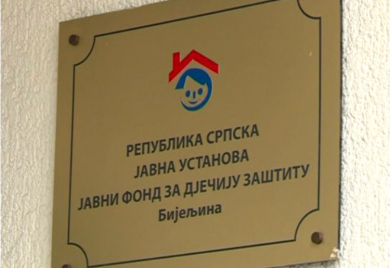 РЕПУБЛИКА СРПСКА
ЈАВНА УСТАНОВА
ЈАВНИ ФОНД ЗА ДЈЕЧИЈУ ЗАШТИТУ
Бијељина